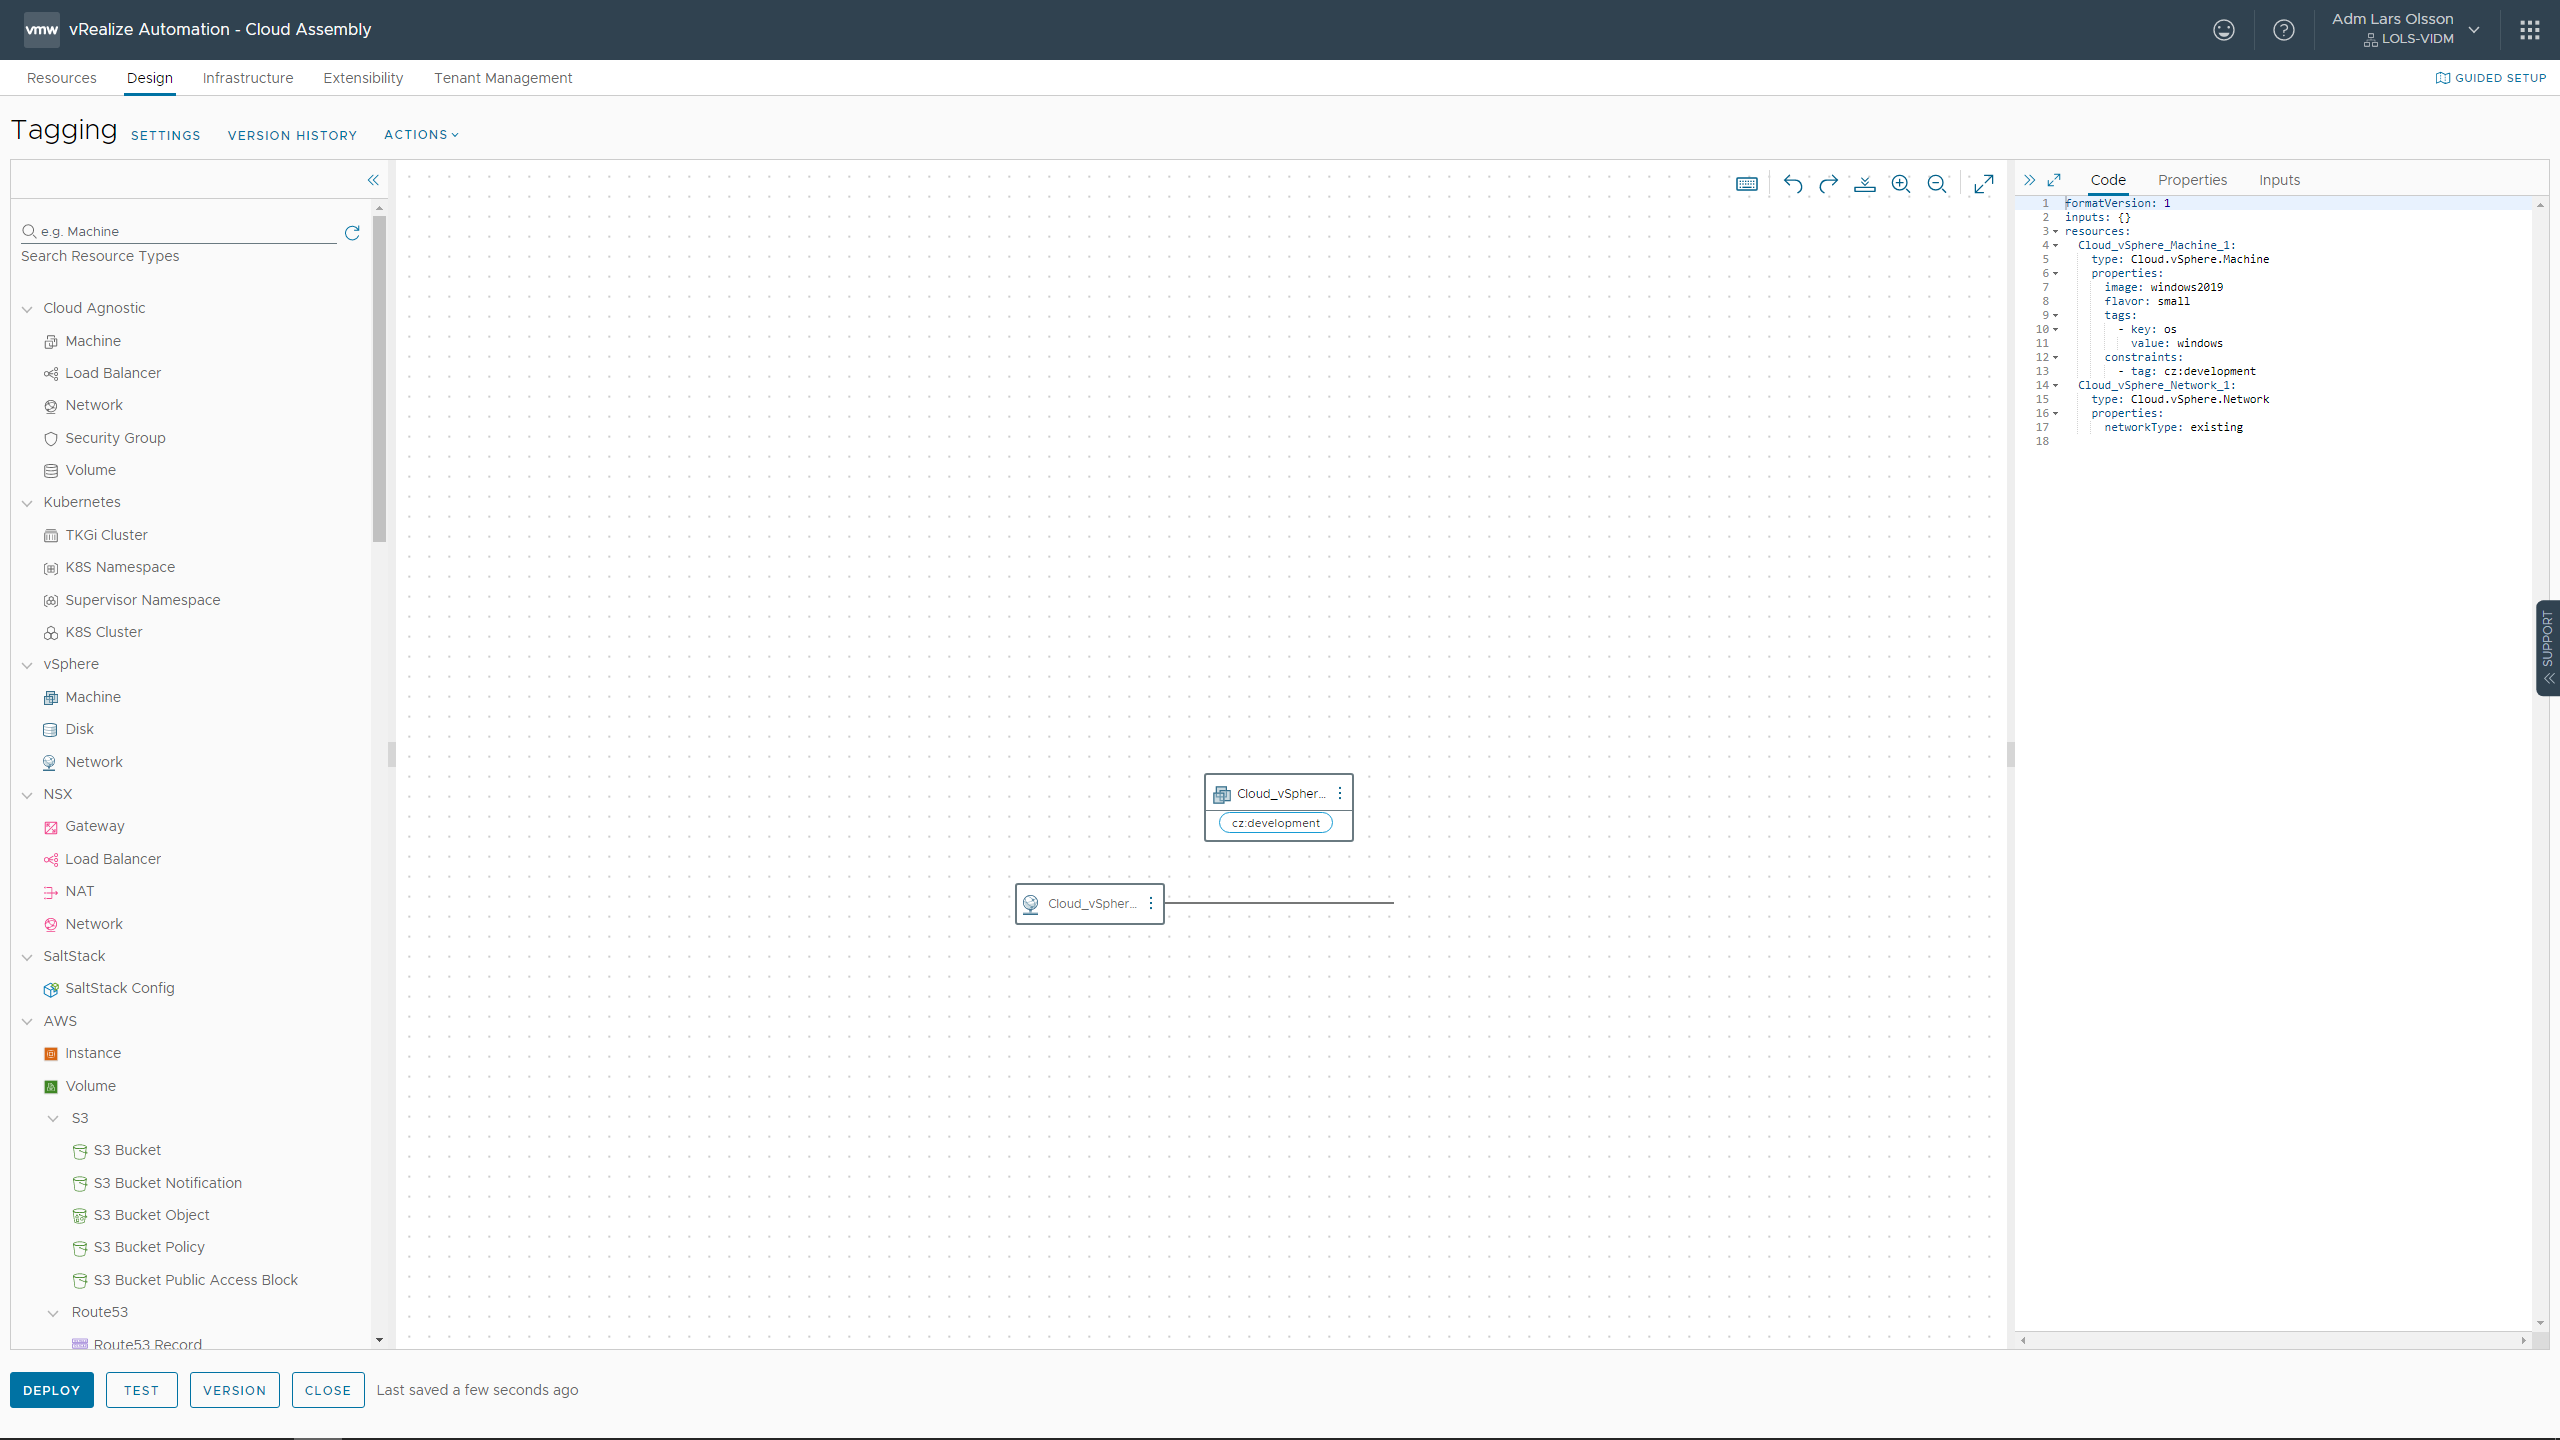 vmw vRealize Automation - Cloud Assembly
Adm Lars Olsson
LOLS-VIDM
Resources Design Infrastructure Extensibility Tenant Management
GUIDED SETUP
Tagging SETTINGS VERSION HISTORY ACTIONS
e.g. Machine
Search Resource Types
Cloud Agnostic
Machine
Load Balancer
Network
Security Group
Volume
Kubernetes
TKGi Cluster
K8S Namespace
Supervisor Namespace
K8S Cluster
vSphere
Machine
Disk
Network
NSX
Gateway
Load Balancer
NAT
Network
SaltStack
SaltStack Config
AWS
Instance
Volume
S3
S3 Bucket
S3 Bucket Notification
S3 Bucket Object
S3 Bucket Policy
S3 Bucket Public Access Block
Route53
Route53 Record
Cloud_vSpher...
cz:development
Cloud_vSpher...
Code Properties Inputs
1 formatVersion: 1
2 inputs: {}
3 resources:
4 Cloud_vSphere_Machine_1:
5 type: Cloud.vSphere.Machine
6 properties:
7 image: windows2019
8 flavor: small
9 tags:
10 - key: os
11 value: windows
12 constraints:
13 - tag: cz:development
14 Cloud_vSphere_Network_1:
15 type: Cloud.vSphere.Network
16 properties:
17 networkType: existing
18
SUPPORT
DEPLOY TEST VERSION CLOSE Last saved a few seconds ago